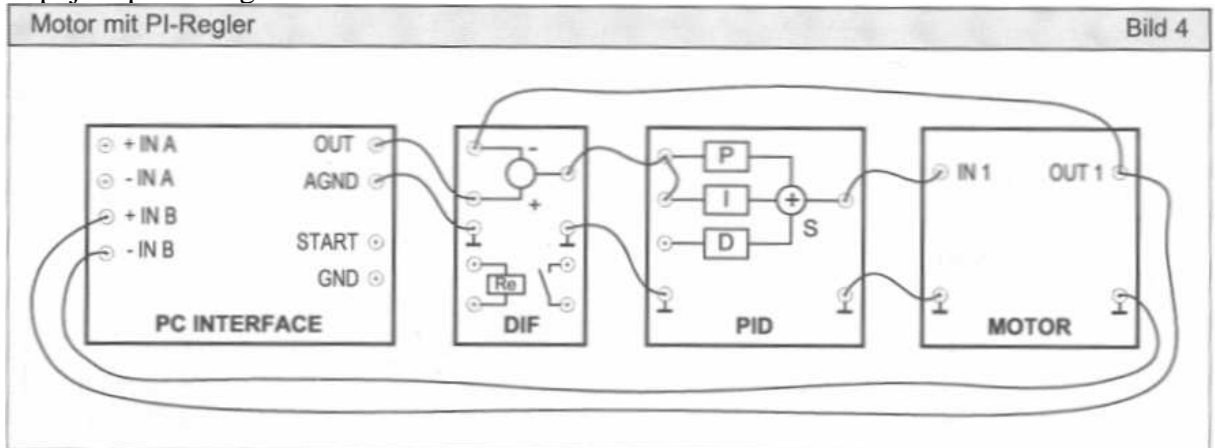 Motor mit PI-Regler
Bild 4
+ IN A
- IN A
+ IN B
- IN B
OUT
AGND
START
GND
PC INTERFACE
-
+
Re
DIF
P
I
D
+
S
PID
IN 1
OUT 1
MOTOR